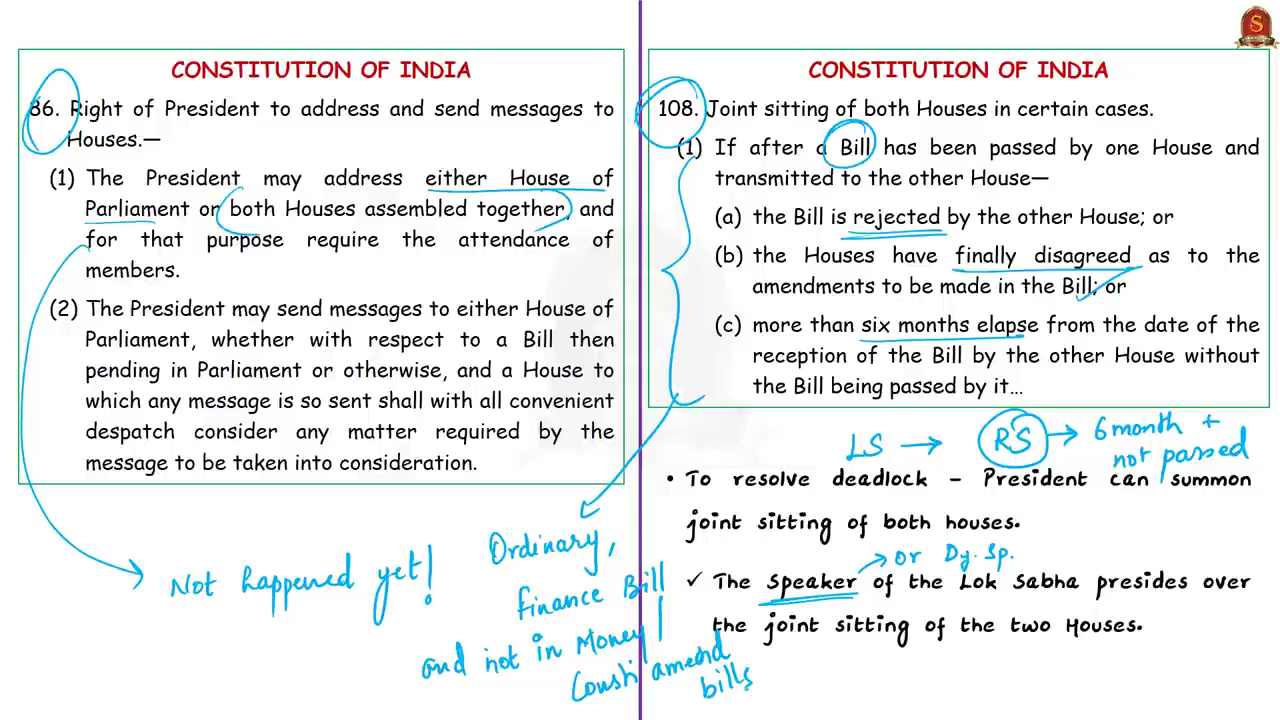 CONSTITUTION OF INDIA
86. Right of President to address and send messages to
Houses.—
(1) The President may address either House of
Parliament or both Houses assembled together, and
for that purpose require the attendance of
members.
(2) The President may send messages to either House of
Parliament, whether with respect to a Bill then
pending in Parliament or otherwise, and a House to
which any message is so sent shall with all convenient
despatch consider any matter required by the
message to be taken into consideration.
Not happened yet!
Ordinary,
finance Bill
and not in Money/
Consti amend
bills
CONSTITUTION OF INDIA
108. Joint sitting of both Houses in certain cases.
(1) If after a Bill has been passed by one House and
transmitted to the other House—
(a) the Bill is rejected by the other House; or
(b) the Houses have finally disagreed as to the
amendments to be made in the Bill; or
(c) more than six months elapse from the date of the
reception of the Bill by the other House without
the Bill being passed by it...
LS → RS → 6 month +
not passed
• To resolve deadlock – President can summon
joint sitting of both houses.
→ or Dy. Sp.
✓ The Speaker of the Lok Sabha presides over
the joint sitting of the two Houses.
S